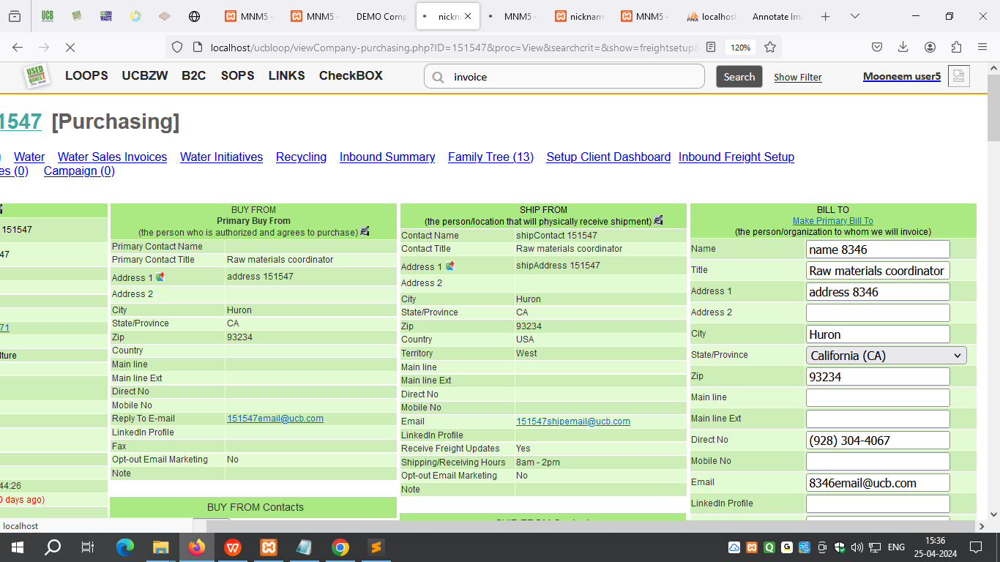 MNM5 -
MNM5 -
DEMO Comp
nickna
MNM5 -
nicknam
MNM5 -
localhost
Annotate Ima
localhost/ucbloop/viewCompany-purchasing.php?ID=151547&proc=View&searchcrit=&show=freightsetup&
120%
LOOPS UCBZW B2C SOPS LINKS CheckBOX
invoice
Search
Show Filter
Mooneem user5
1547 [Purchasing]
Water Water Sales Invoices Water Initiatives Recycling Inbound Summary Family Tree (13) Setup Client Dashboard Inbound Freight Setup
es (0) Campaign (0)
151547
47
71
lture
44:26
0 days ago)
BUY FROM
Primary Buy From
(the person who is authorized and agrees to purchase)
Primary Contact Name
Primary Contact Title Raw materials coordinator
Address 1 address 151547
Address 2
City Huron
State/Province CA
Zip 93234
Country
Main line
Main line Ext
Direct No
Mobile No
Reply To E-mail 151547email@ucb.com
LinkedIn Profile
Fax
Opt-out Email Marketing No
Note
BUY FROM Contacts
SHIP FROM
(the person/location that will physically receive shipment)
Contact Name shipContact 151547
Contact Title Raw materials coordinator
Address 1 shipAddress 151547
Address 2
City Huron
State/Province CA
Zip 93234
Country USA
Territory West
Main line
Main line Ext
Direct No
Mobile No
Email 151547shipemail@ucb.com
LinkedIn Profile
Receive Freight Updates Yes
Shipping/Receiving Hours 8am - 2pm
Opt-out Email Marketing No
Note
BILL TO
Make Primary Bill To
(the person/organization to whom we will invoice)
Name name 8346
Title Raw materials coordinator
Address 1 address 8346
Address 2
City Huron
State/Province California (CA)
Zip 93234
Main line
Main line Ext
Direct No (928) 304-4067
Mobile No
Email 8346email@ucb.com
LinkedIn Profile
localhost
ENG
15:36
25-04-2024